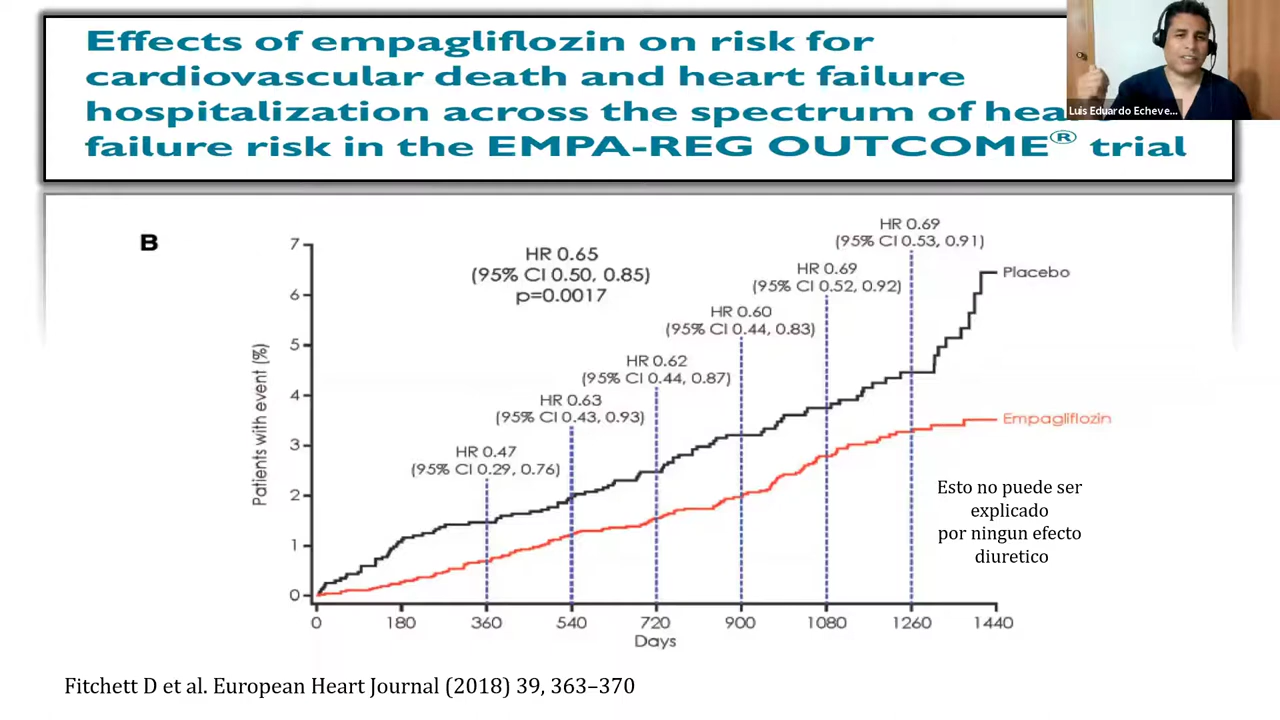 Effects of empagliflozin on risk for
cardiovascular death and heart failure
hospitalization across the spectrum of hea
failure risk in the EMPA-REG OUTCOME® trial
Luis Eduardo Echeve...
B
HR 0.69
(95% CI 0.53, 0.91)
HR 0.65
(95% CI 0.50, 0.85)
p=0.0017
HR 0.69
(95% CI 0.52, 0.92)
HR 0.60
(95% CI 0.44, 0.83)
HR 0.62
(95% CI 0.44, 0.87)
HR 0.63
(95% CI 0.43, 0.93)
HR 0.47
(95% CI 0.29, 0.76)
Placebo
Empagliflozin
Patients with event (%)
7
6
5
4
3
2
1
0
0 180 360 540 720 900 1080 1260 1440
Days
Esto no puede ser
explicado
por ningun efecto
diuretico
Fitchett D et al. European Heart Journal (2018) 39, 363–370